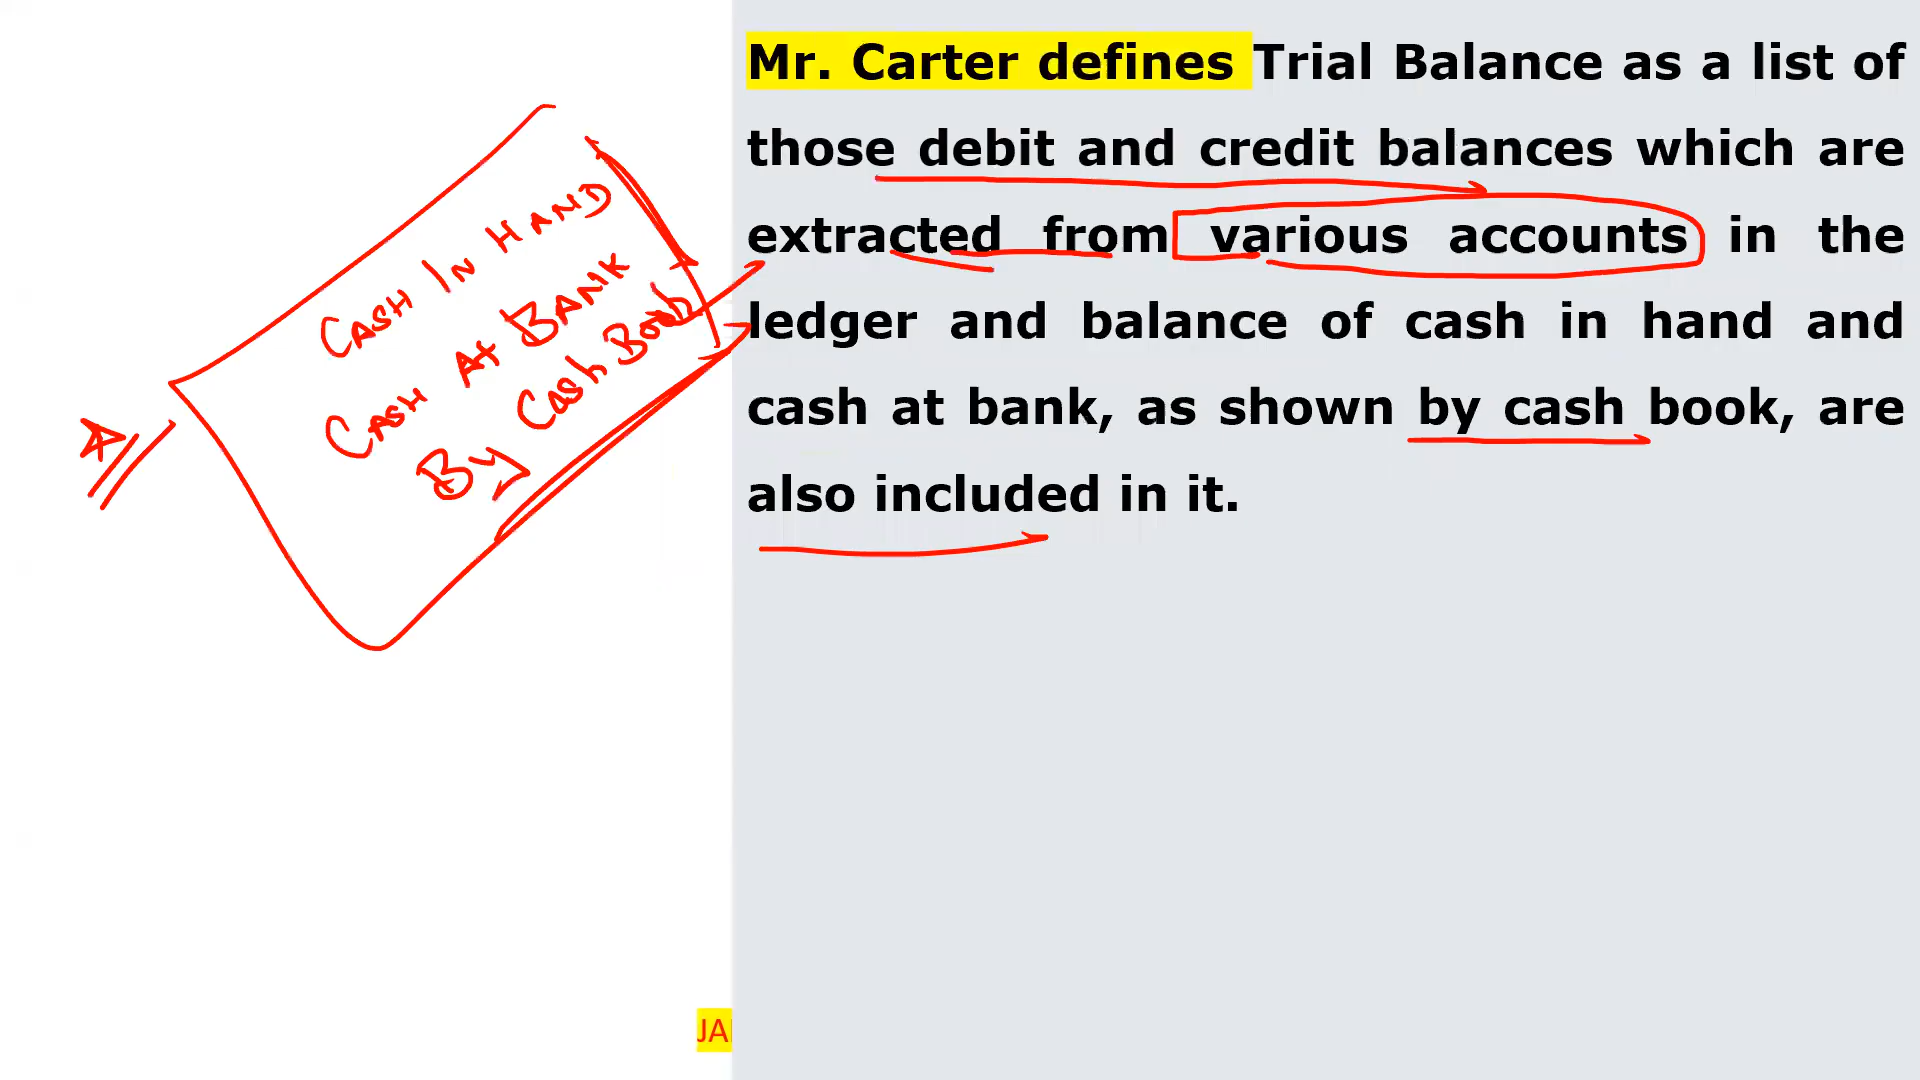 Mr. Carter defines Trial Balance as a list of
those debit and credit balances which are
extracted from various accounts in the
ledger and balance of cash in hand and
cash at bank, as shown by cash book, are
also included in it.
CASH IN HAND
CASH At BANK
By Cash Book
JA